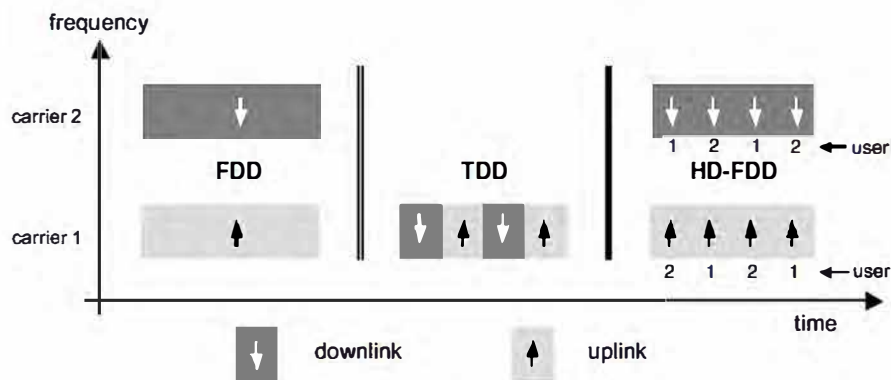 frequency
carrier 2
1 2 1 2 user
FDD TDD HD-FDD
carrier 1
2 1 2 1 user
time
downlink uplink